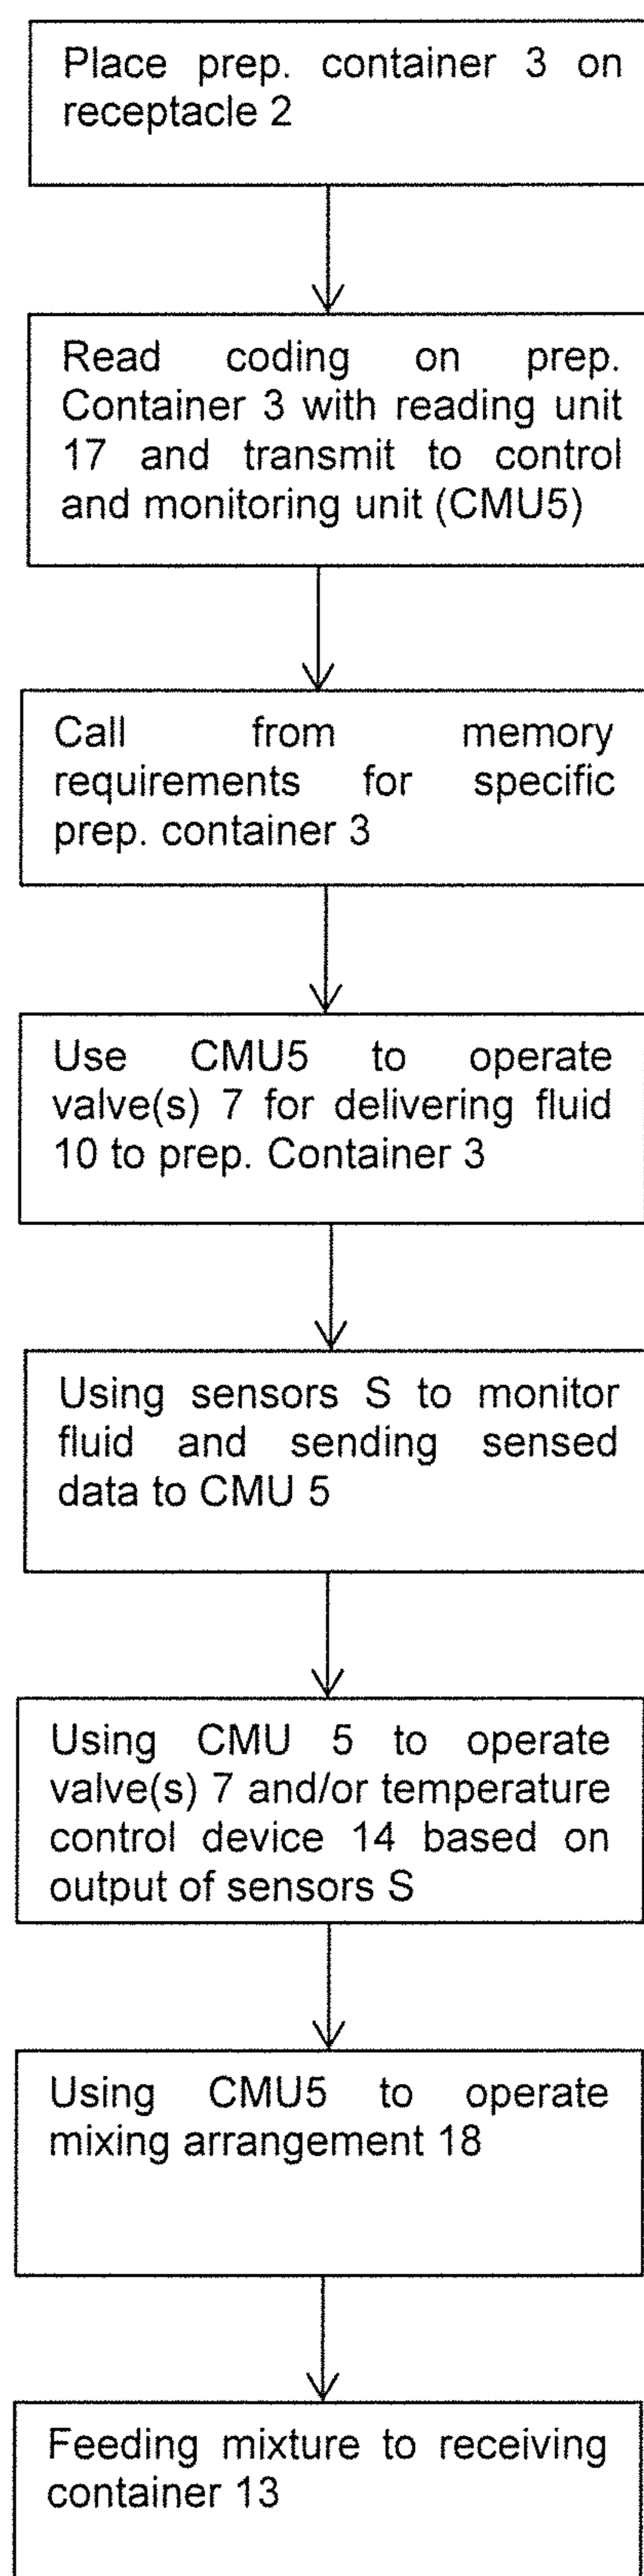 Place prep. container 3 on
receptacle 2
Read coding on prep.
Container 3 with reading unit
17 and transmit to control
and monitoring unit (CMU5)
Call from memory
requirements for specific
prep. container 3
Use CMU5 to operate
valve(s) 7 for delivering fluid
10 to prep. Container 3
Using sensors S to monitor
fluid and sending sensed
data to CMU 5
Using CMU 5 to operate
valve(s) 7 and/or temperature
control device 14 based on
output of sensors S
Using CMU5 to operate
mixing arrangement 18
Feeding mixture to receiving
container 13